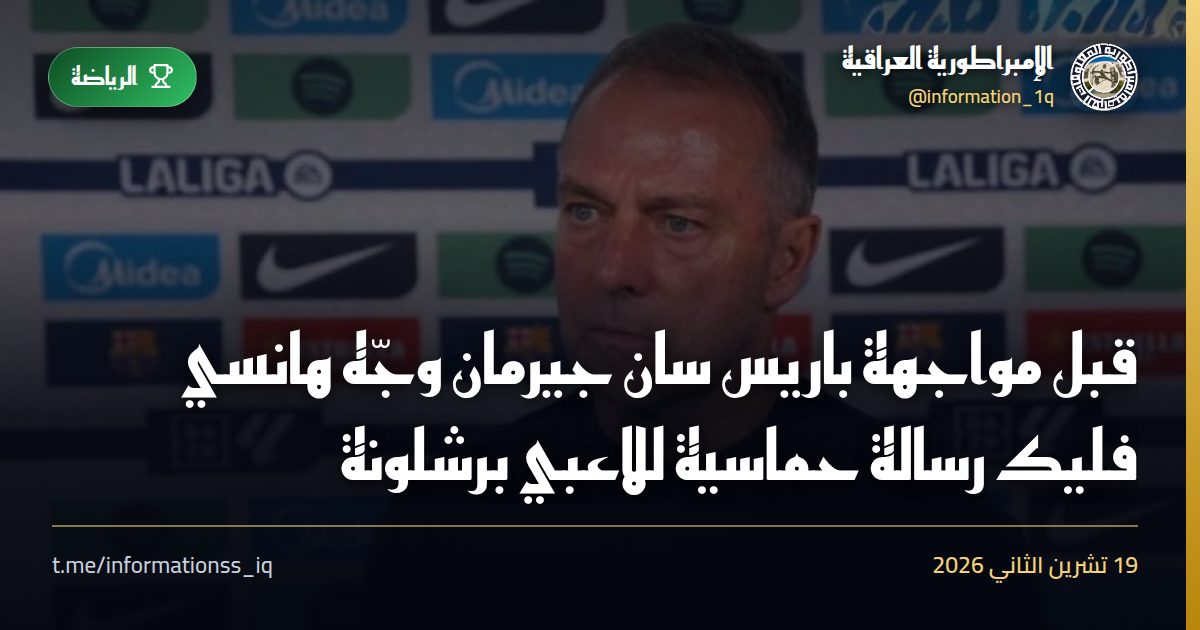 الإمبراطورية العراقية
@information_1q
الرياضة
Midea
Midea
LALIGA
LALIGA
Midea
قبل مواجهة باريس سان جيرمان وجّه هانسي
فليك رسالة حماسية للاعبي برشلونة
19 تشرين الثاني 2026
t.me/informationss_iq